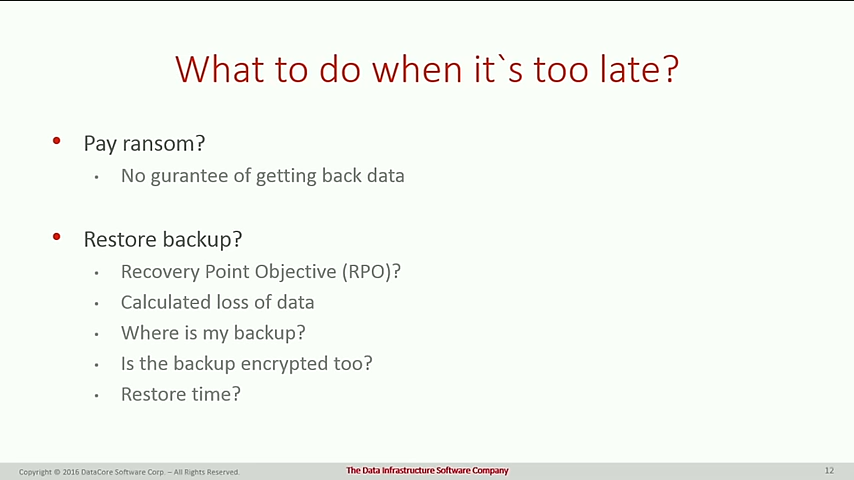 What to do when it`s too late?
Pay ransom?
No gurantee of getting back data
Restore backup?
Recovery Point Objective (RPO)?
Calculated loss of data
Where is my backup?
Is the backup encrypted too?
Restore time?
Copyright © 2016 DataCore Software Corp. – All Rights Reserved.
The Data Infrastructure Software Company
12